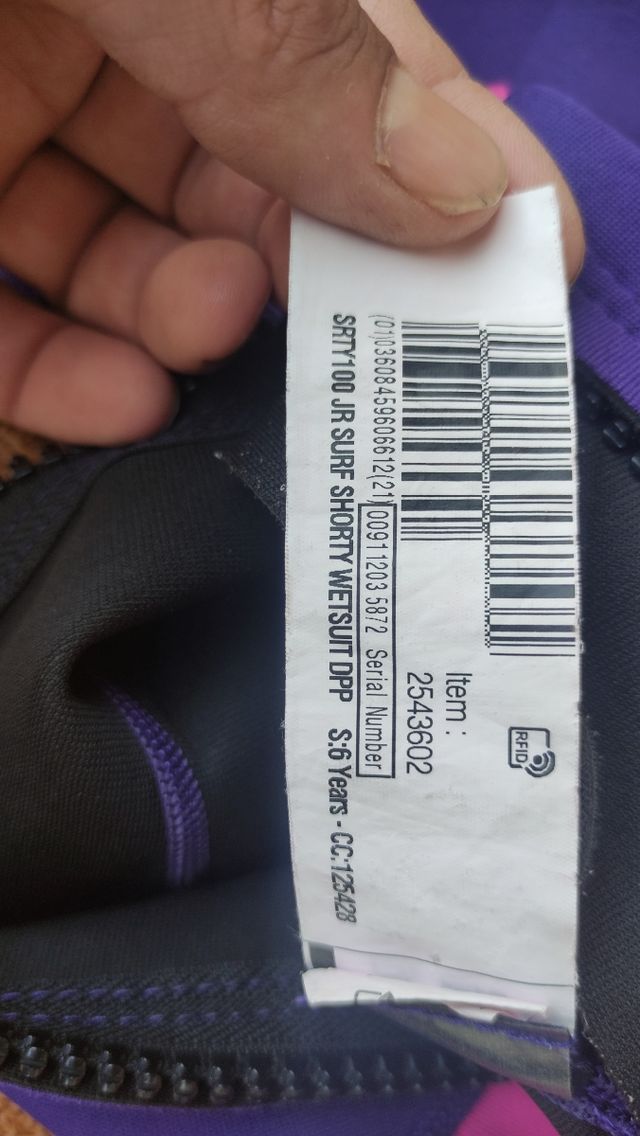 RFID
Item :
2543602
(01)03608459606612(21) 00911203 5872 Serial Number
SRTY100 JR SURF SHORTY WETSUIT DPP S:6 Years - CC:125428